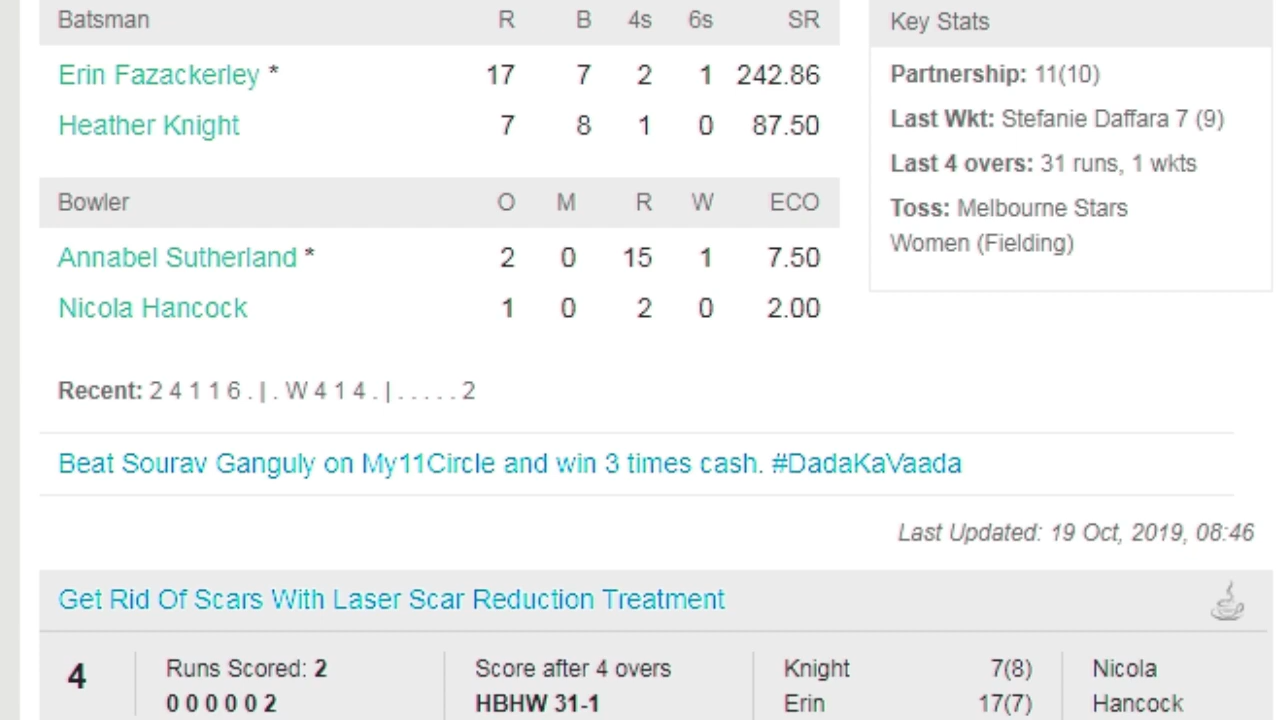 Batsman R B 4s 6s SR
Erin Fazackerley * 17 7 2 1 242.86
Heather Knight 7 8 1 0 87.50
Bowler O M R W ECO
Annabel Sutherland * 2 0 15 1 7.50
Nicola Hancock 1 0 2 0 2.00
Recent: 2 4 1 1 6 . | . W 4 1 4 . | . . . . . 2
Key Stats
Partnership: 11(10)
Last Wkt: Stefanie Daffara 7 (9)
Last 4 overs: 31 runs, 1 wkts
Toss: Melbourne Stars
Women (Fielding)
Beat Sourav Ganguly on My11Circle and win 3 times cash. #DadaKaVaada
Last Updated: 19 Oct, 2019, 08:46
Get Rid Of Scars With Laser Scar Reduction Treatment
4 Runs Scored: 2 Score after 4 overs Knight 7(8) Nicola
0 0 0 0 0 2 HBHW 31-1 Erin 17(7) Hancock